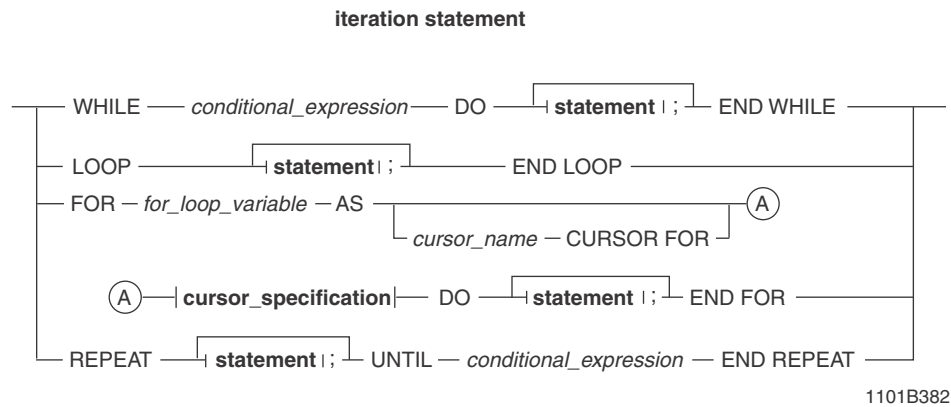 iteration statement
WHILE conditional_expression DO statement ; END WHILE
LOOP statement ; END LOOP
FOR for_loop_variable AS A
cursor_name CURSOR FOR
A cursor_specification DO statement ; END FOR
REPEAT statement ; UNTIL conditional_expression END REPEAT
1101B382